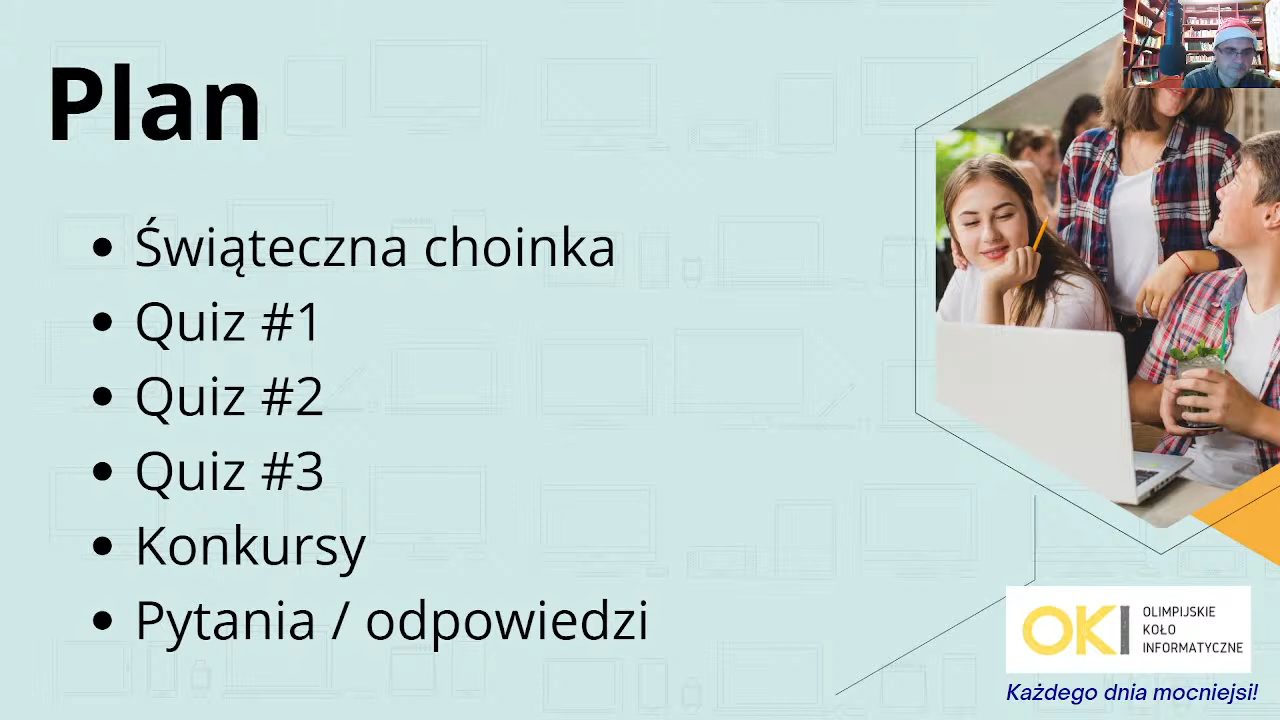 Plan
Świąteczna choinka
Quiz #1
Quiz #2
Quiz #3
Konkursy
Pytania / odpowiedzi
OKI
OLIMPIJSKIE
KOŁO
INFORMATYCZNE
Każdego dnia mocniejsi!